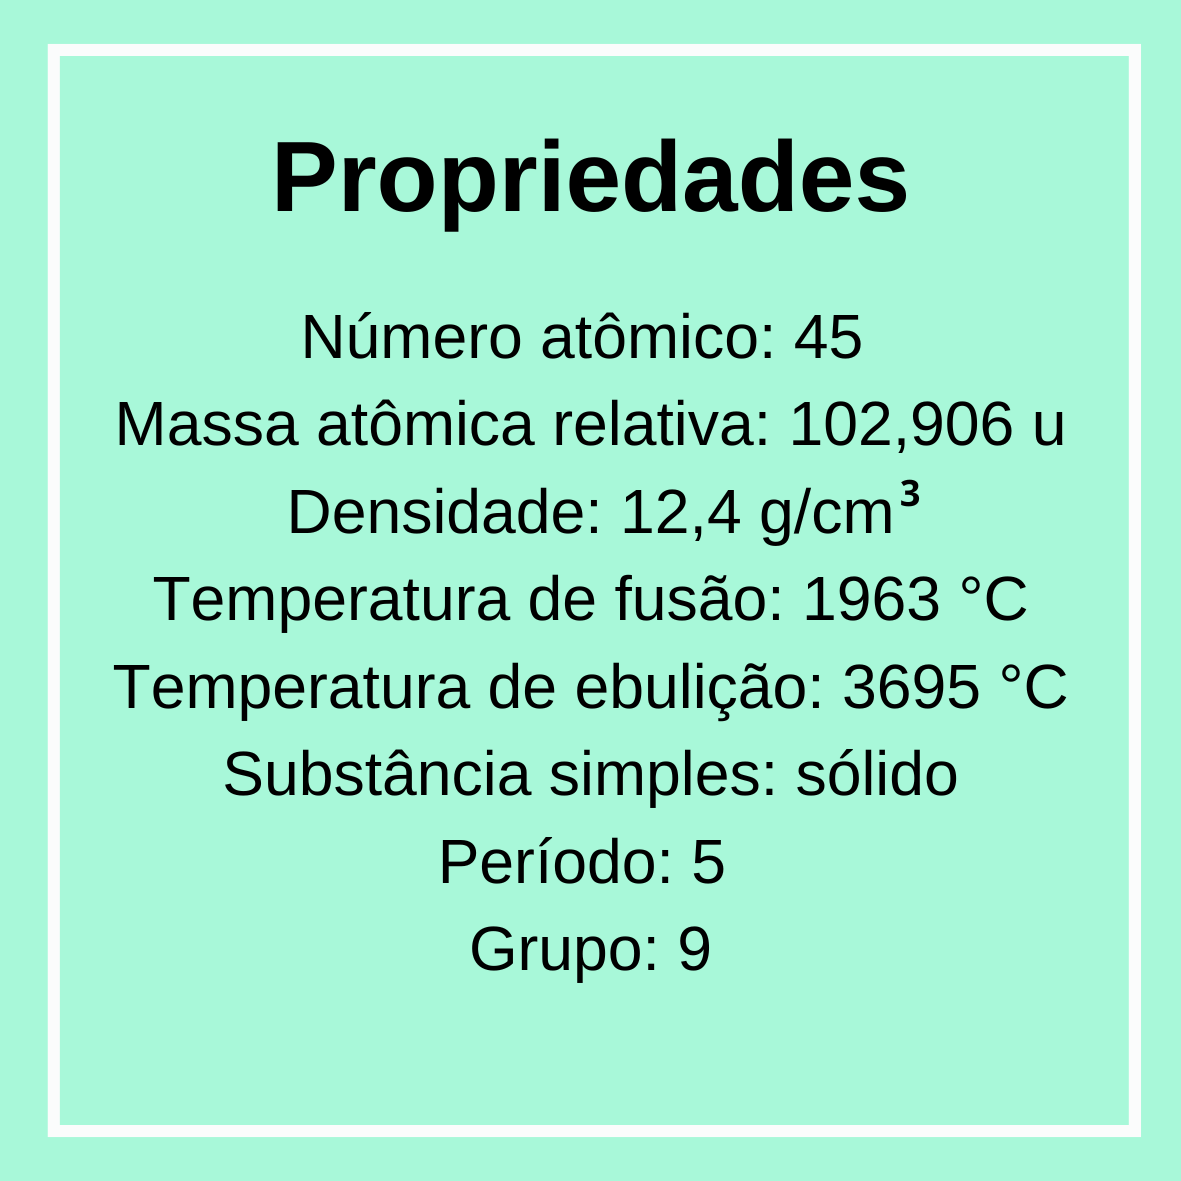 Propriedades
Número atômico: 45
Massa atômica relativa: 102,906 u
Densidade: 12,4 g/cm³
Temperatura de fusão: 1963 °C
Temperatura de ebulição: 3695 °C
Substância simples: sólido
Período: 5
Grupo: 9